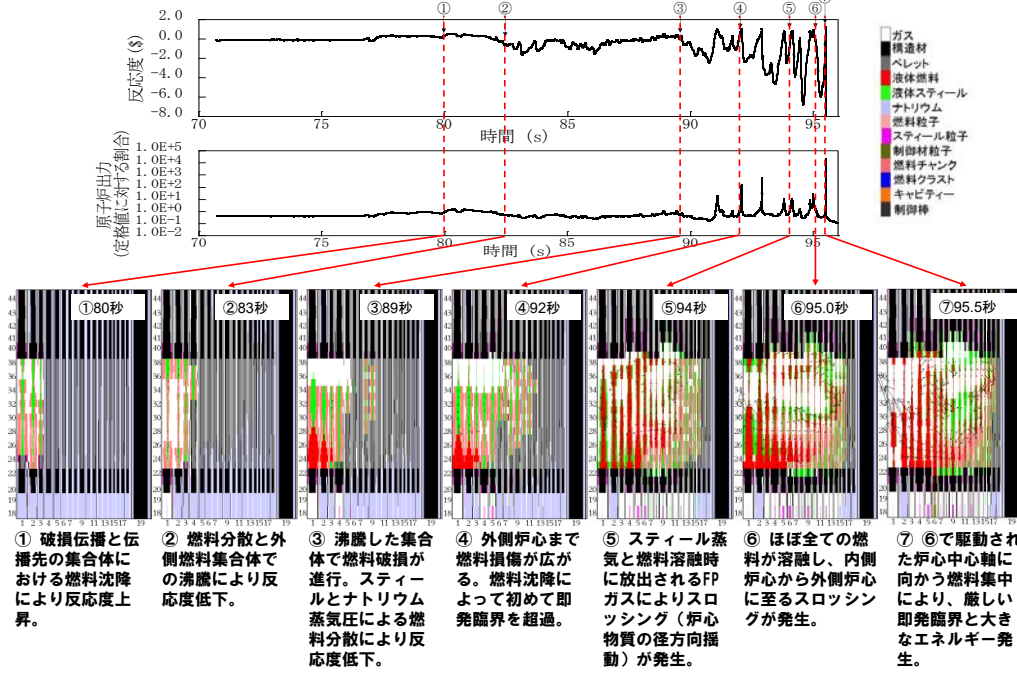 ① ② ③ ④ ⑤ ⑥
反応度($)
2.0
0.0
-2.0
-4.0
-6.0
-8.0
70 75 80 85 90 95
時間 (s)
原子炉出力
(定格値に対する割合)
1.0E+5
1.0E+4
1.0E+3
1.0E+2
1.0E+1
1.0E+0
1.0E-1
1.0E-2
70 75 80 85 90 95
時間 (s)
ガス
構造材
ペレット
液体燃料
液体スティール
ナトリウム
燃料粒子
スティール粒子
制御材粒子
燃料チャンク
燃料クラスト
キャビティー
制御棒
①80秒
②83秒
③89秒
④92秒
⑤94秒
⑥95.0秒
⑦95.5秒
① 破損伝播と伝
播先の集合体に
おける燃料沈降
により反応度上
昇。
② 燃料分散と外
側燃料集合体で
の沸騰により反
応度低下。
③ 沸騰した集合
体で燃料破損が
進行。スティー
ルとナトリウム
蒸気圧による燃
料分散により反
応度低下。
④ 外側炉心まで
燃料損傷が広が
る。燃料沈降に
よって初めて即
発臨界を超過。
⑤ スティール蒸
気と燃料溶融時
に放出されるFP
ガスによりスロ
ッシング(炉心
物質の径方向揺
動)が発生。
⑥ ほぼ全ての燃
料が溶融し、内側
炉心から外側炉心
に至るスロッシン
グが発生。
⑦ ⑥で駆動され
た炉心中心軸に
向かう燃料集中
により、厳しい
即発臨界と大き
なエネルギー発
生。